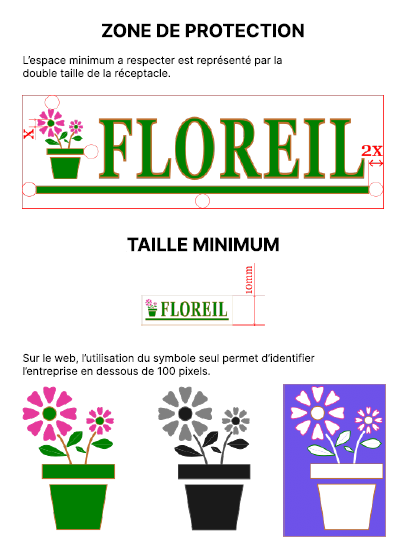 ZONE DE PROTECTION
L'espace minimum a respecter est représenté par la
double taille de la réceptacle.
X
FLOREIL
2X
TAILLE MINIMUM
10mm
FLOREIL
Sur le web, l'utilisation du symbole seul permet d'identifier
l'entreprise en dessous de 100 pixels.